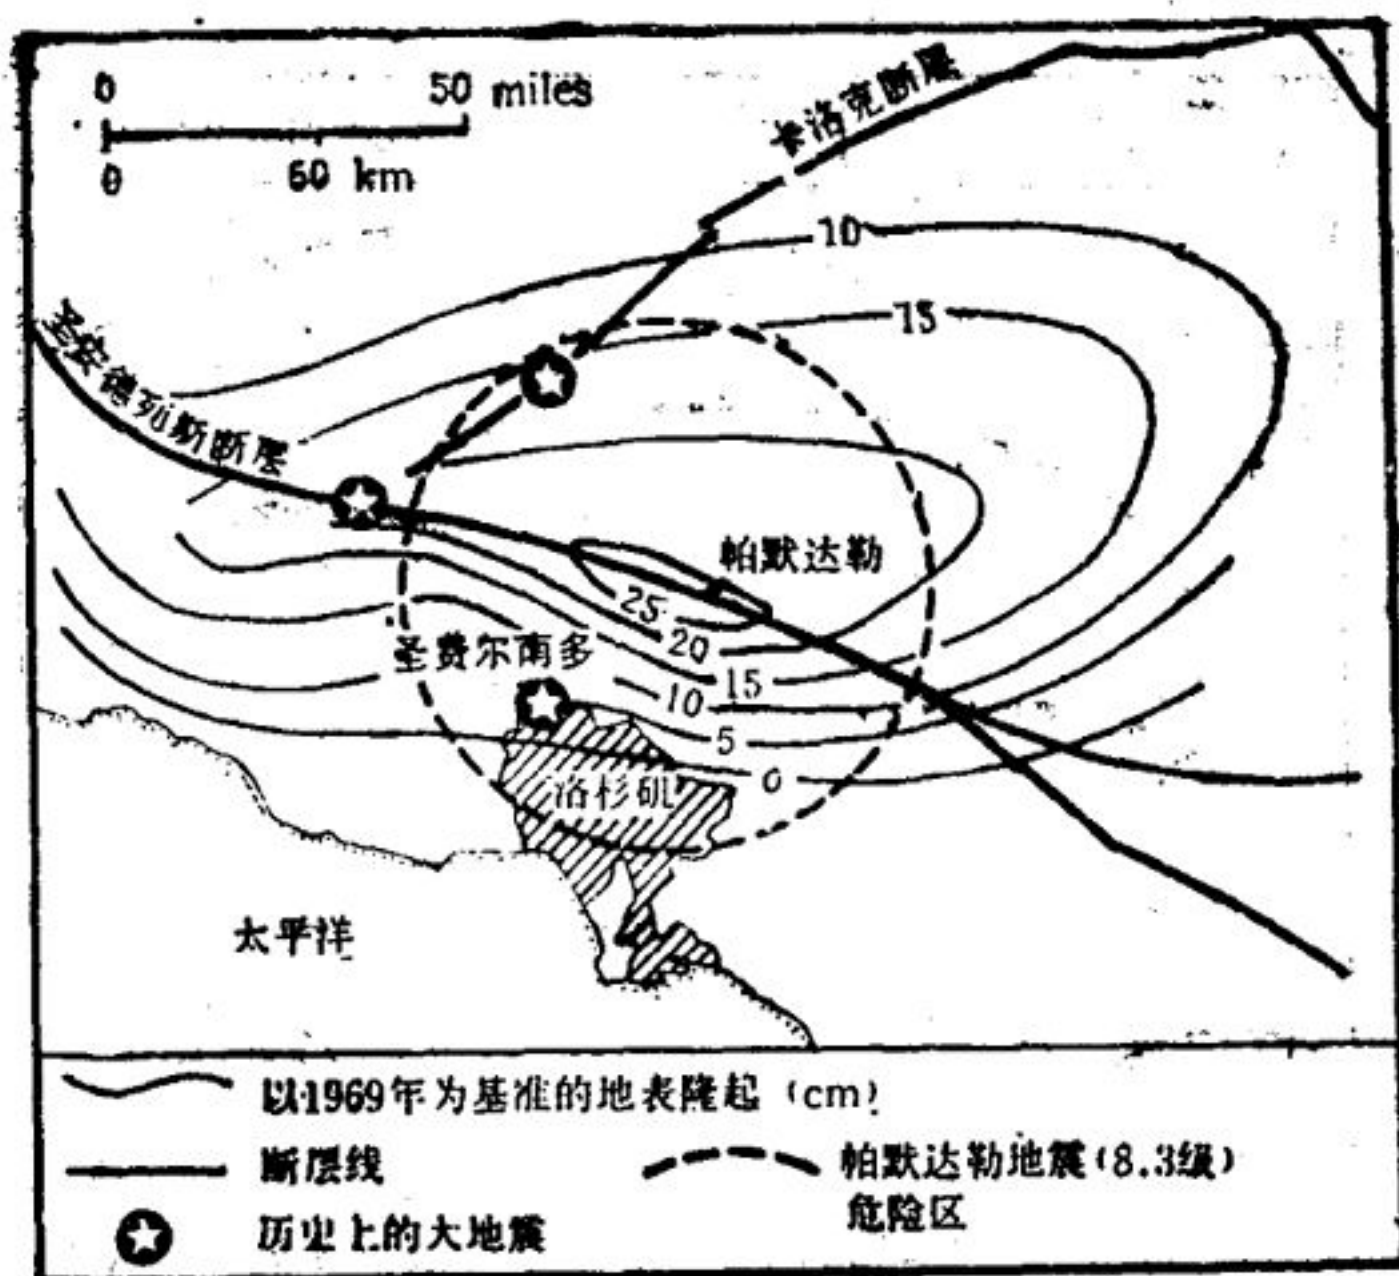 0 50 miles
0 60 km
卡洛克断层
10
15
圣安德列斯断层
帕默达勒
25
20
圣费尔南多
15
10
5
0
洛杉矶
太平洋
以1969年为基准的地表隆起(cm)
断层线
帕默达勒地震(8.3级)
危险区
历史上的大地震